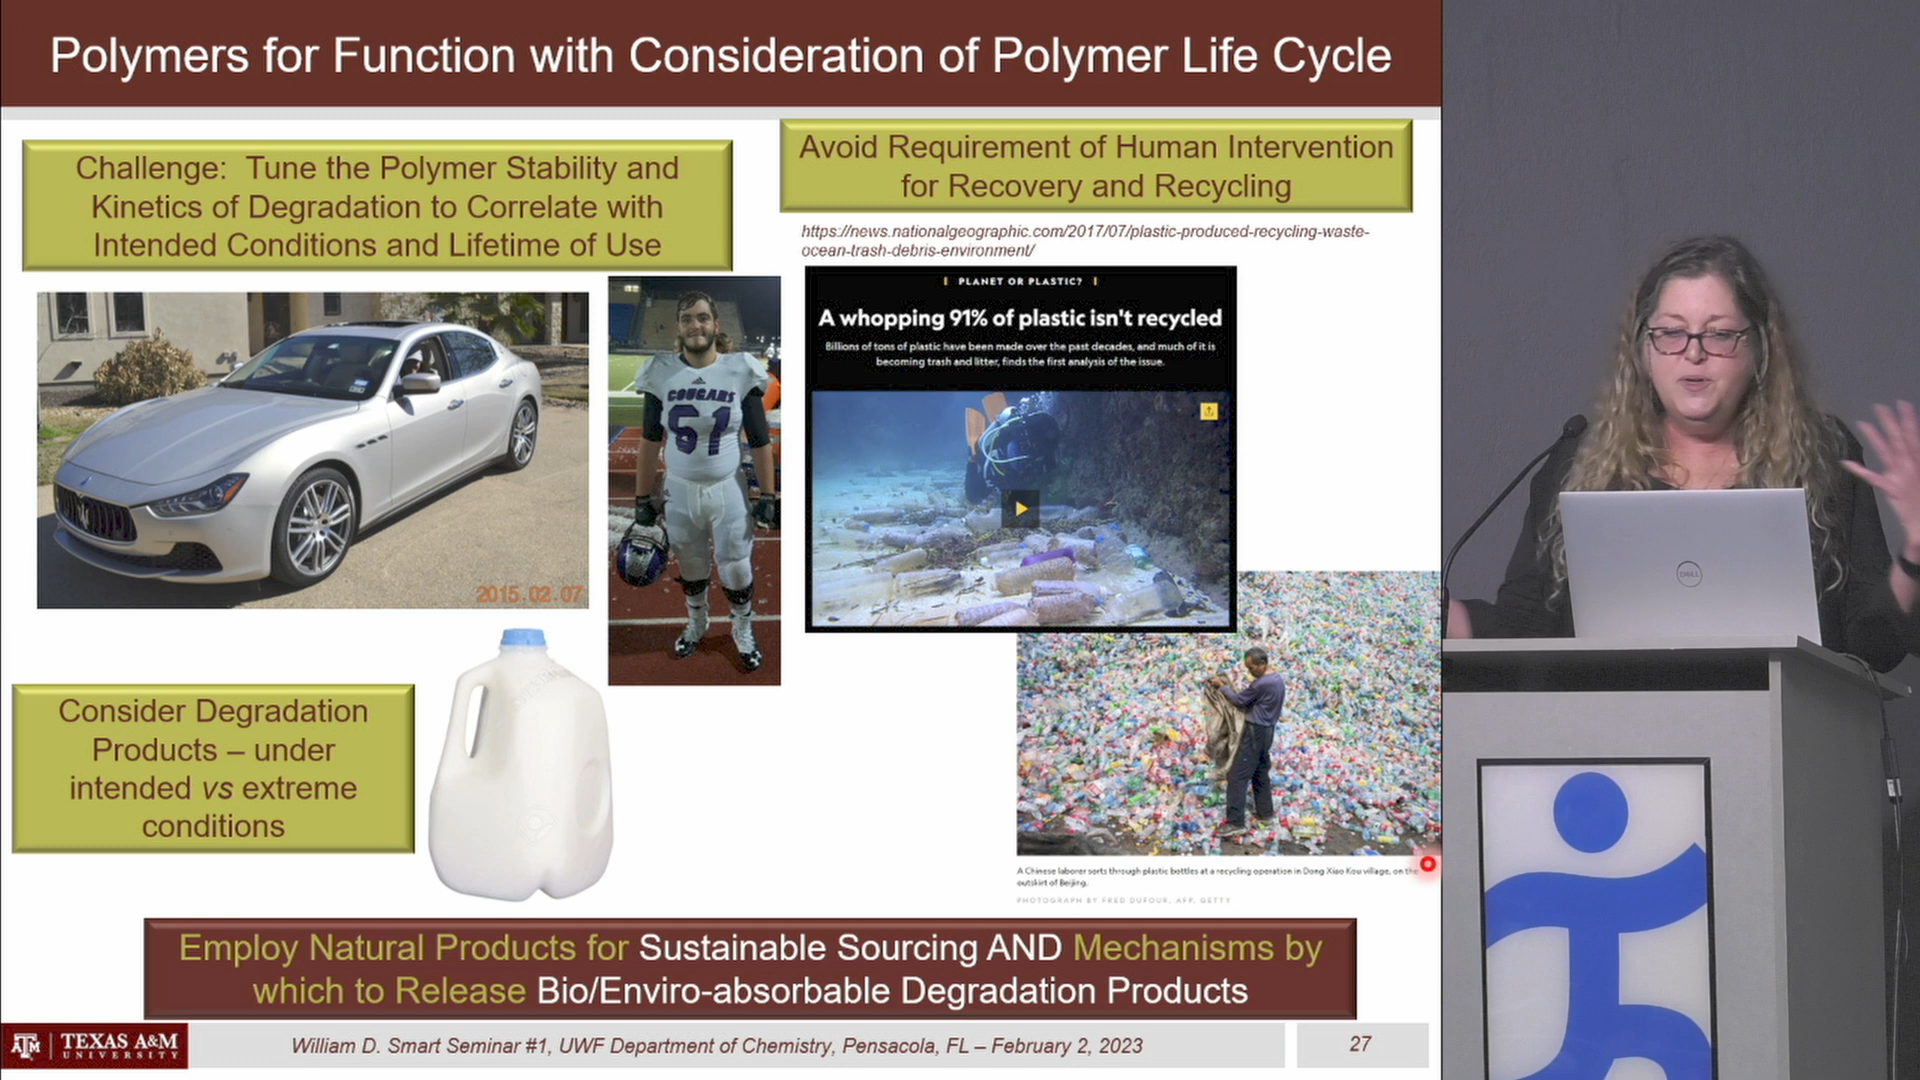 Polymers for Function with Consideration of Polymer Life Cycle
Challenge: Tune the Polymer Stability and
Kinetics of Degradation to Correlate with
Intended Conditions and Lifetime of Use
Avoid Requirement of Human Intervention
for Recovery and Recycling
https://news.nationalgeographic.com/2017/07/plastic-produced-recycling-waste-
ocean-trash-debris-environment/
PLANET OR PLASTIC?
A whopping 91% of plastic isn't recycled
Billions of tons of plastic have been made over the past decades, and much of it is
becoming trash and litter, finds the first analysis of the issue.
COUGARS
61
2015.02.07
Consider Degradation
Products – under
intended vs extreme
conditions
A Chinese laborer sorts through plastic bottles at a recycling operation in Dong Xiao Kou village, on the
outskirt of Beijing.
PHOTOGRAPH BY FRED DUFOUR, AFP, GETTY
Employ Natural Products for Sustainable Sourcing AND Mechanisms by
which to Release Bio/Enviro-absorbable Degradation Products
ATM | TEXAS A&M
UNIVERSITY
William D. Smart Seminar #1, UWF Department of Chemistry, Pensacola, FL – February 2, 2023
27
DELL